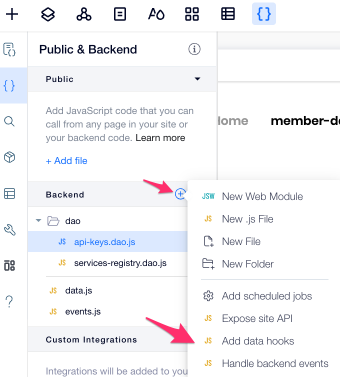 Public & Backend
Public
Add JavaScript code that you can
call from any page in your site or
your backend code. Learn more
+ Add file
Backend
dao
JS api-keys.dao.js
JS services-registry.dao.js
JS data.js
JS events.js
Custom Integrations
Integrations will be added to you
lome
member-de
JSW New Web Module
JS New .js File
New File
New Folder
Add scheduled jobs
JS Expose site API
JS Add data hooks
JS Handle backend events